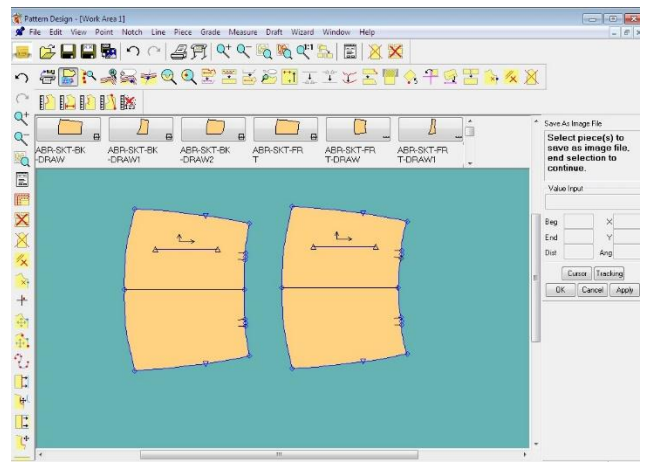 Pattern Design - [Work Area 1]
File Edit View Point Notch Line Piece Grade Measure Draft Wizard Window Help
ABR-SKT-BK
-DRAW
ABR-SKT-BK
-DRAW1
ABR-SKT-BK
-DRAW2
ABR-SKT-FR
T
ABR-SKT-FR
T-DRAW
ABR-SKT-FR
T-DRAW1
Save As Image File
Select piece(s) to
save as image file,
end selection to
continue.
Value Input
Beg X
End Y
Dist Ang
Cursor Tracking
OK Cancel Apply